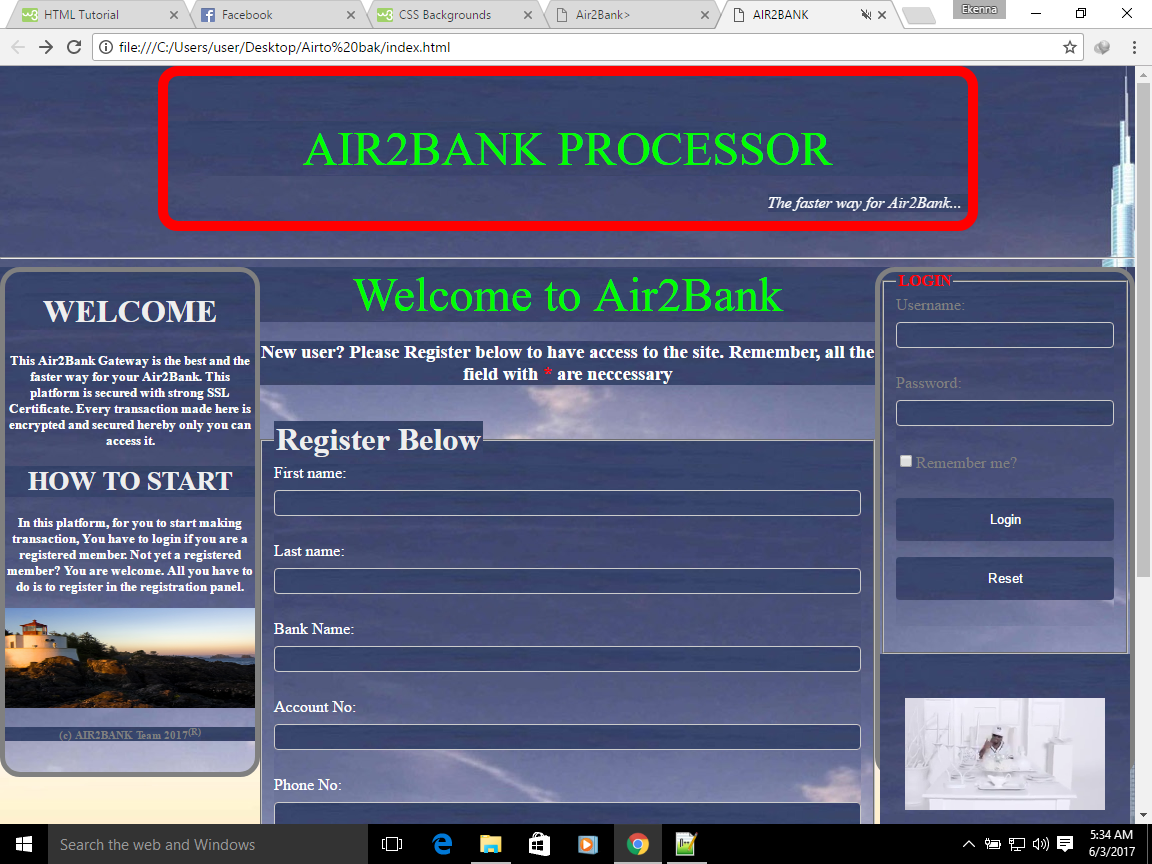 HTML Tutorial
Facebook
CSS Backgrounds
Air2Bank>
AIR2BANK
Ekenna
file:///C:/Users/user/Desktop/Airto%20bak/index.html
AIR2BANK PROCESSOR
The faster way for Air2Bank...
WELCOME
This Air2Bank Gateway is the best and the
faster way for your Air2Bank. This
platform is secured with strong SSL
Certificate. Every transaction made here is
encrypted and secured hereby only you can
access it.
HOW TO START
In this platform, for you to start making
transaction, You have to login if you are a
registered member. Not yet a registered
member? You are welcome. All you have to
do is to register in the registration panel.
(c) AIR2BANK Team 2017(R)
Welcome to Air2Bank
New user? Please Register below to have access to the site. Remember, all the
field with * are neccessary
Register Below
First name:
Last name:
Bank Name:
Account No:
Phone No:
LOGIN
Username:
Password:
Remember me?
Login
Reset
Search the web and Windows
5:34 AM
6/3/2017